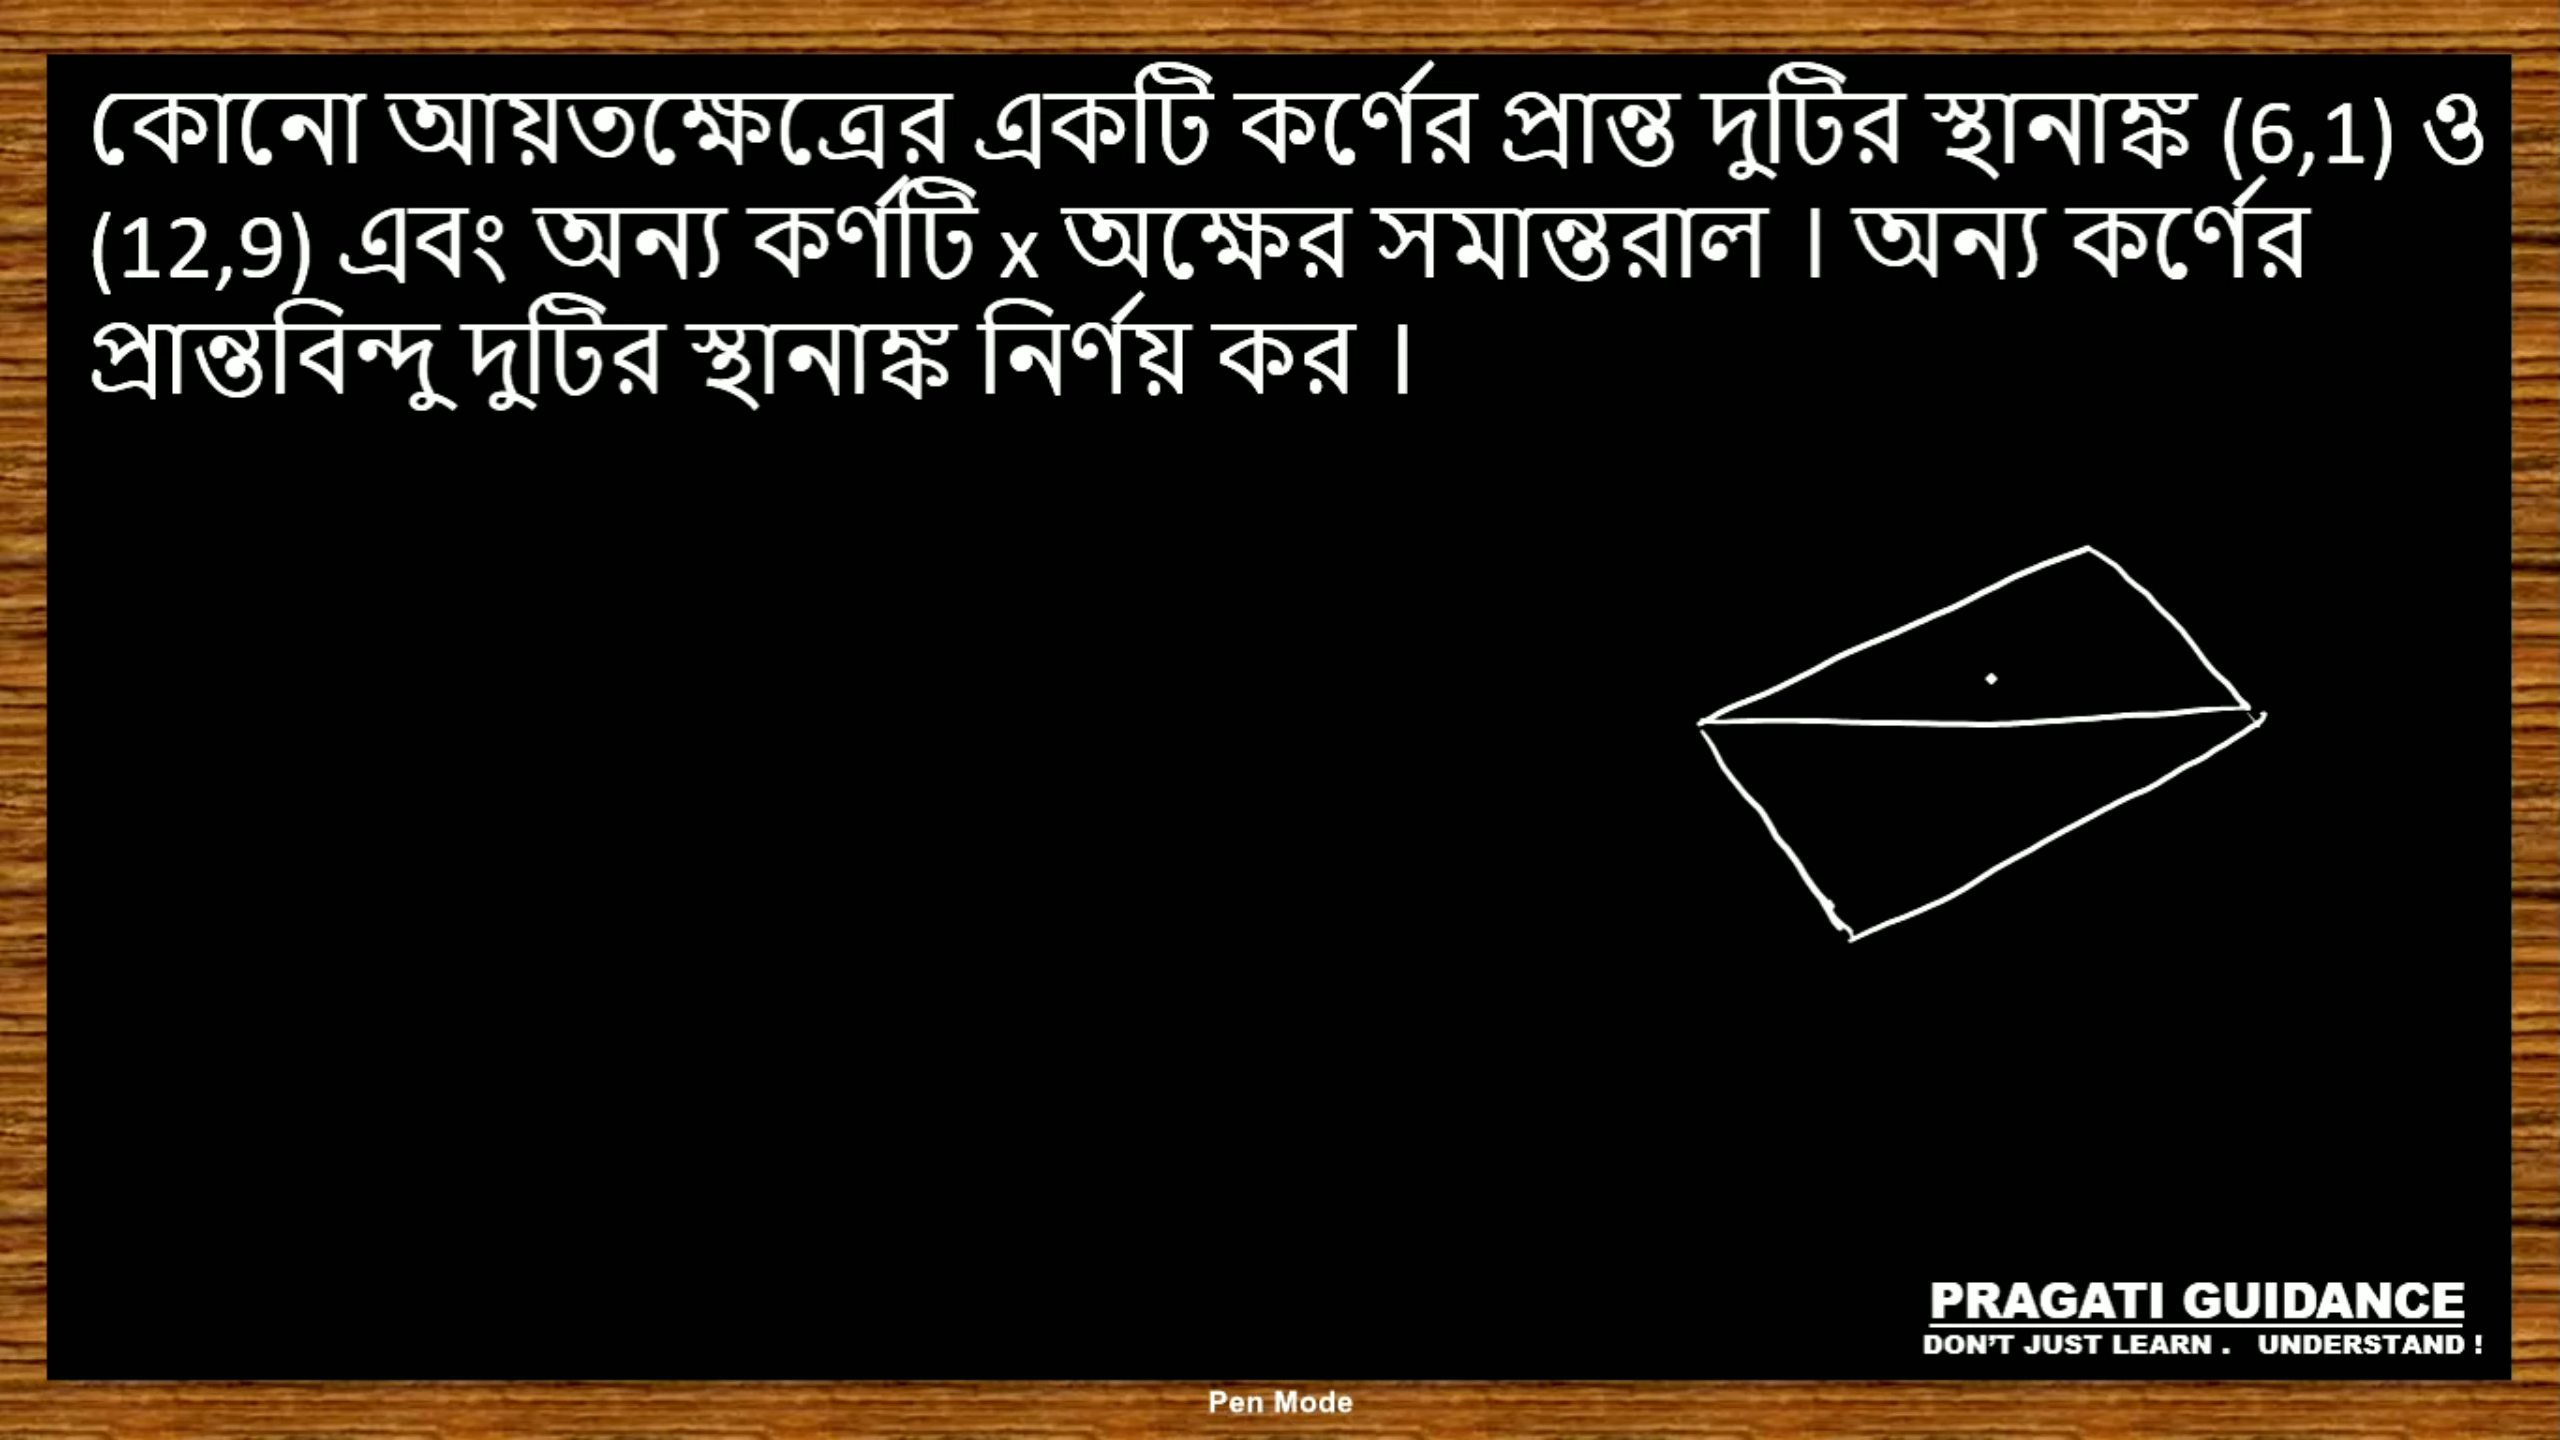 কোনো আয়তক্ষেত্রের একটি কর্ণের প্রান্ত দুটির স্থানাঙ্ক (6,1) ও
(12,9) এবং অন্য কর্ণটি x অক্ষের সমান্তরাল । অন্য কর্ণের
প্রান্তবিন্দু দুটির স্থানাঙ্ক নির্ণয় কর ।
PRAGATI GUIDANCE
DON'T JUST LEARN . UNDERSTAND !
Pen Mode